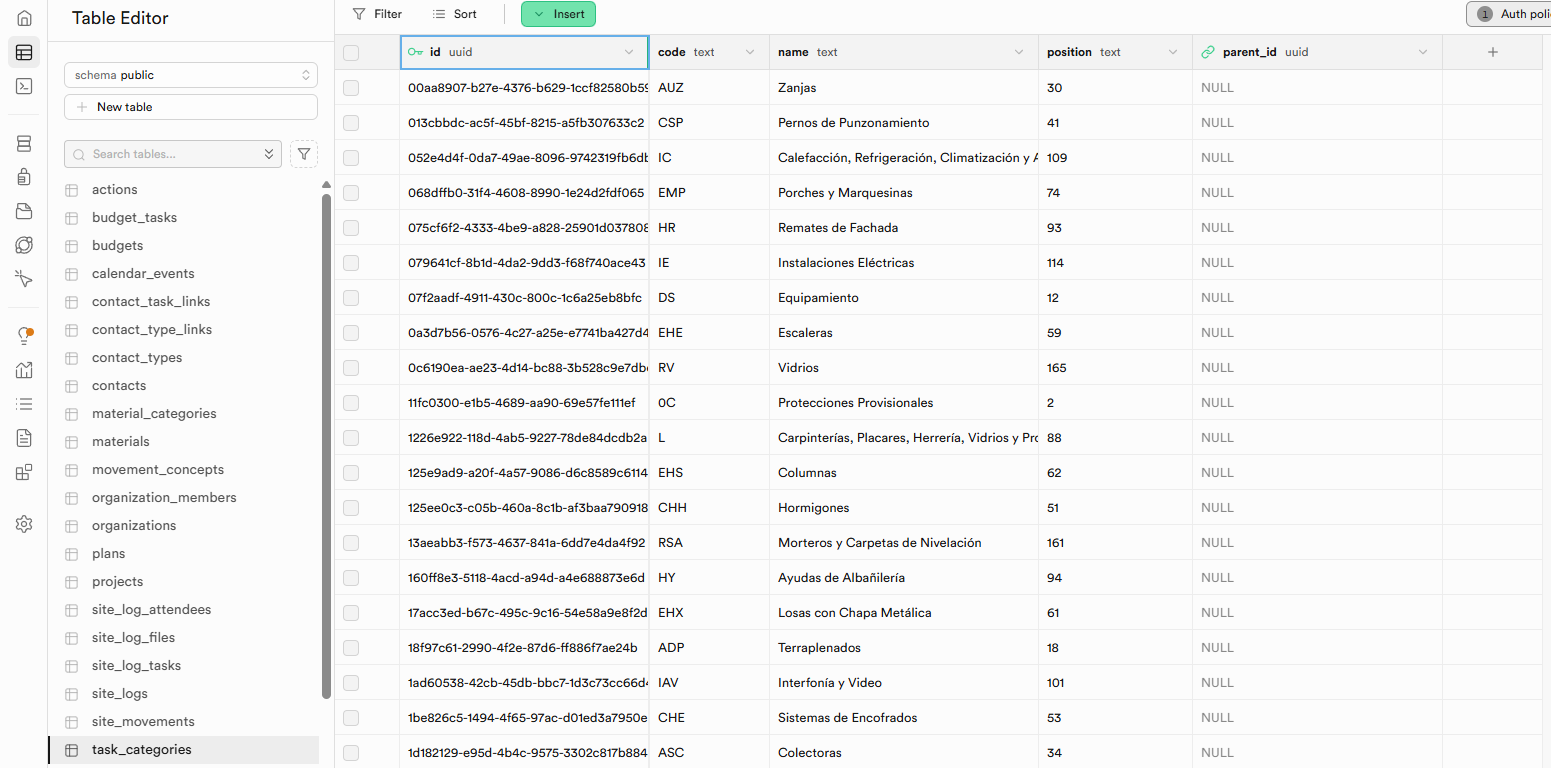 Table Editor
schema public
New table
Search tables...
actions
budget_tasks
budgets
calendar_events
contact_task_links
contact_type_links
contact_types
contacts
material_categories
materials
movement_concepts
organization_members
organizations
plans
projects
site_log_attendees
site_log_files
site_log_tasks
site_logs
site_movements
task_categories
Filter Sort Insert 1 Auth poli
id uuid code text name text position text parent_id uuid
00aa8907-b27e-4376-b629-1ccf82580b59 AUZ Zanjas 30 NULL
013cbbdc-ac5f-45bf-8215-a5fb307633c2 CSP Pernos de Punzonamiento 41 NULL
052e4d4f-0da7-49ae-8096-9742319fb6db IC Calefacción, Refrigeración, Climatización y A 109 NULL
068dffb0-31f4-4608-8990-1e24d2fdf065 EMP Porches y Marquesinas 74 NULL
075cf6f2-4333-4be9-a828-25901d037808 HR Remates de Fachada 93 NULL
079641cf-8b1d-4da2-9dd3-f68f740ace43 IE Instalaciones Eléctricas 114 NULL
07f2aadf-4911-430c-800c-1c6a25eb8bfc DS Equipamiento 12 NULL
0a3d7b56-0576-4c27-a25e-e7741ba427d4 EHE Escaleras 59 NULL
0c6190ea-ae23-4d14-bc88-3b528c9e7db RV Vidrios 165 NULL
11fc0300-e1b5-4689-aa90-69e57fe111ef 0C Protecciones Provisionales 2 NULL
1226e922-118d-4ab5-9227-78de84dcdb2a L Carpinterías, Placares, Herrería, Vidrios y Pro 88 NULL
125e9ad9-a20f-4a57-9086-d6c8589c6114 EHS Columnas 62 NULL
125ee0c3-c05b-460a-8c1b-af3baa790918 CHH Hormigones 51 NULL
13aeabb3-f573-4637-841a-6dd7e4da4f92 RSA Morteros y Carpetas de Nivelación 161 NULL
160ff8e3-5118-4acd-a94d-a4e688873e6d HY Ayudas de Albañilería 94 NULL
17acc3ed-b67c-495c-9c16-54e58a9e8f2d EHX Losas con Chapa Metálica 61 NULL
18f97c61-2990-4f2e-87d6-ff886f7ae24b ADP Terraplenados 18 NULL
1ad60538-42cb-45db-bbc7-1d3c73cc66d4 IAV Interfonía y Video 101 NULL
1be826c5-1494-4f65-97ac-d01ed3a7950e CHE Sistemas de Encofrados 53 NULL
1d182129-e95d-4b4c-9575-3302c817b884 ASC Colectoras 34 NULL